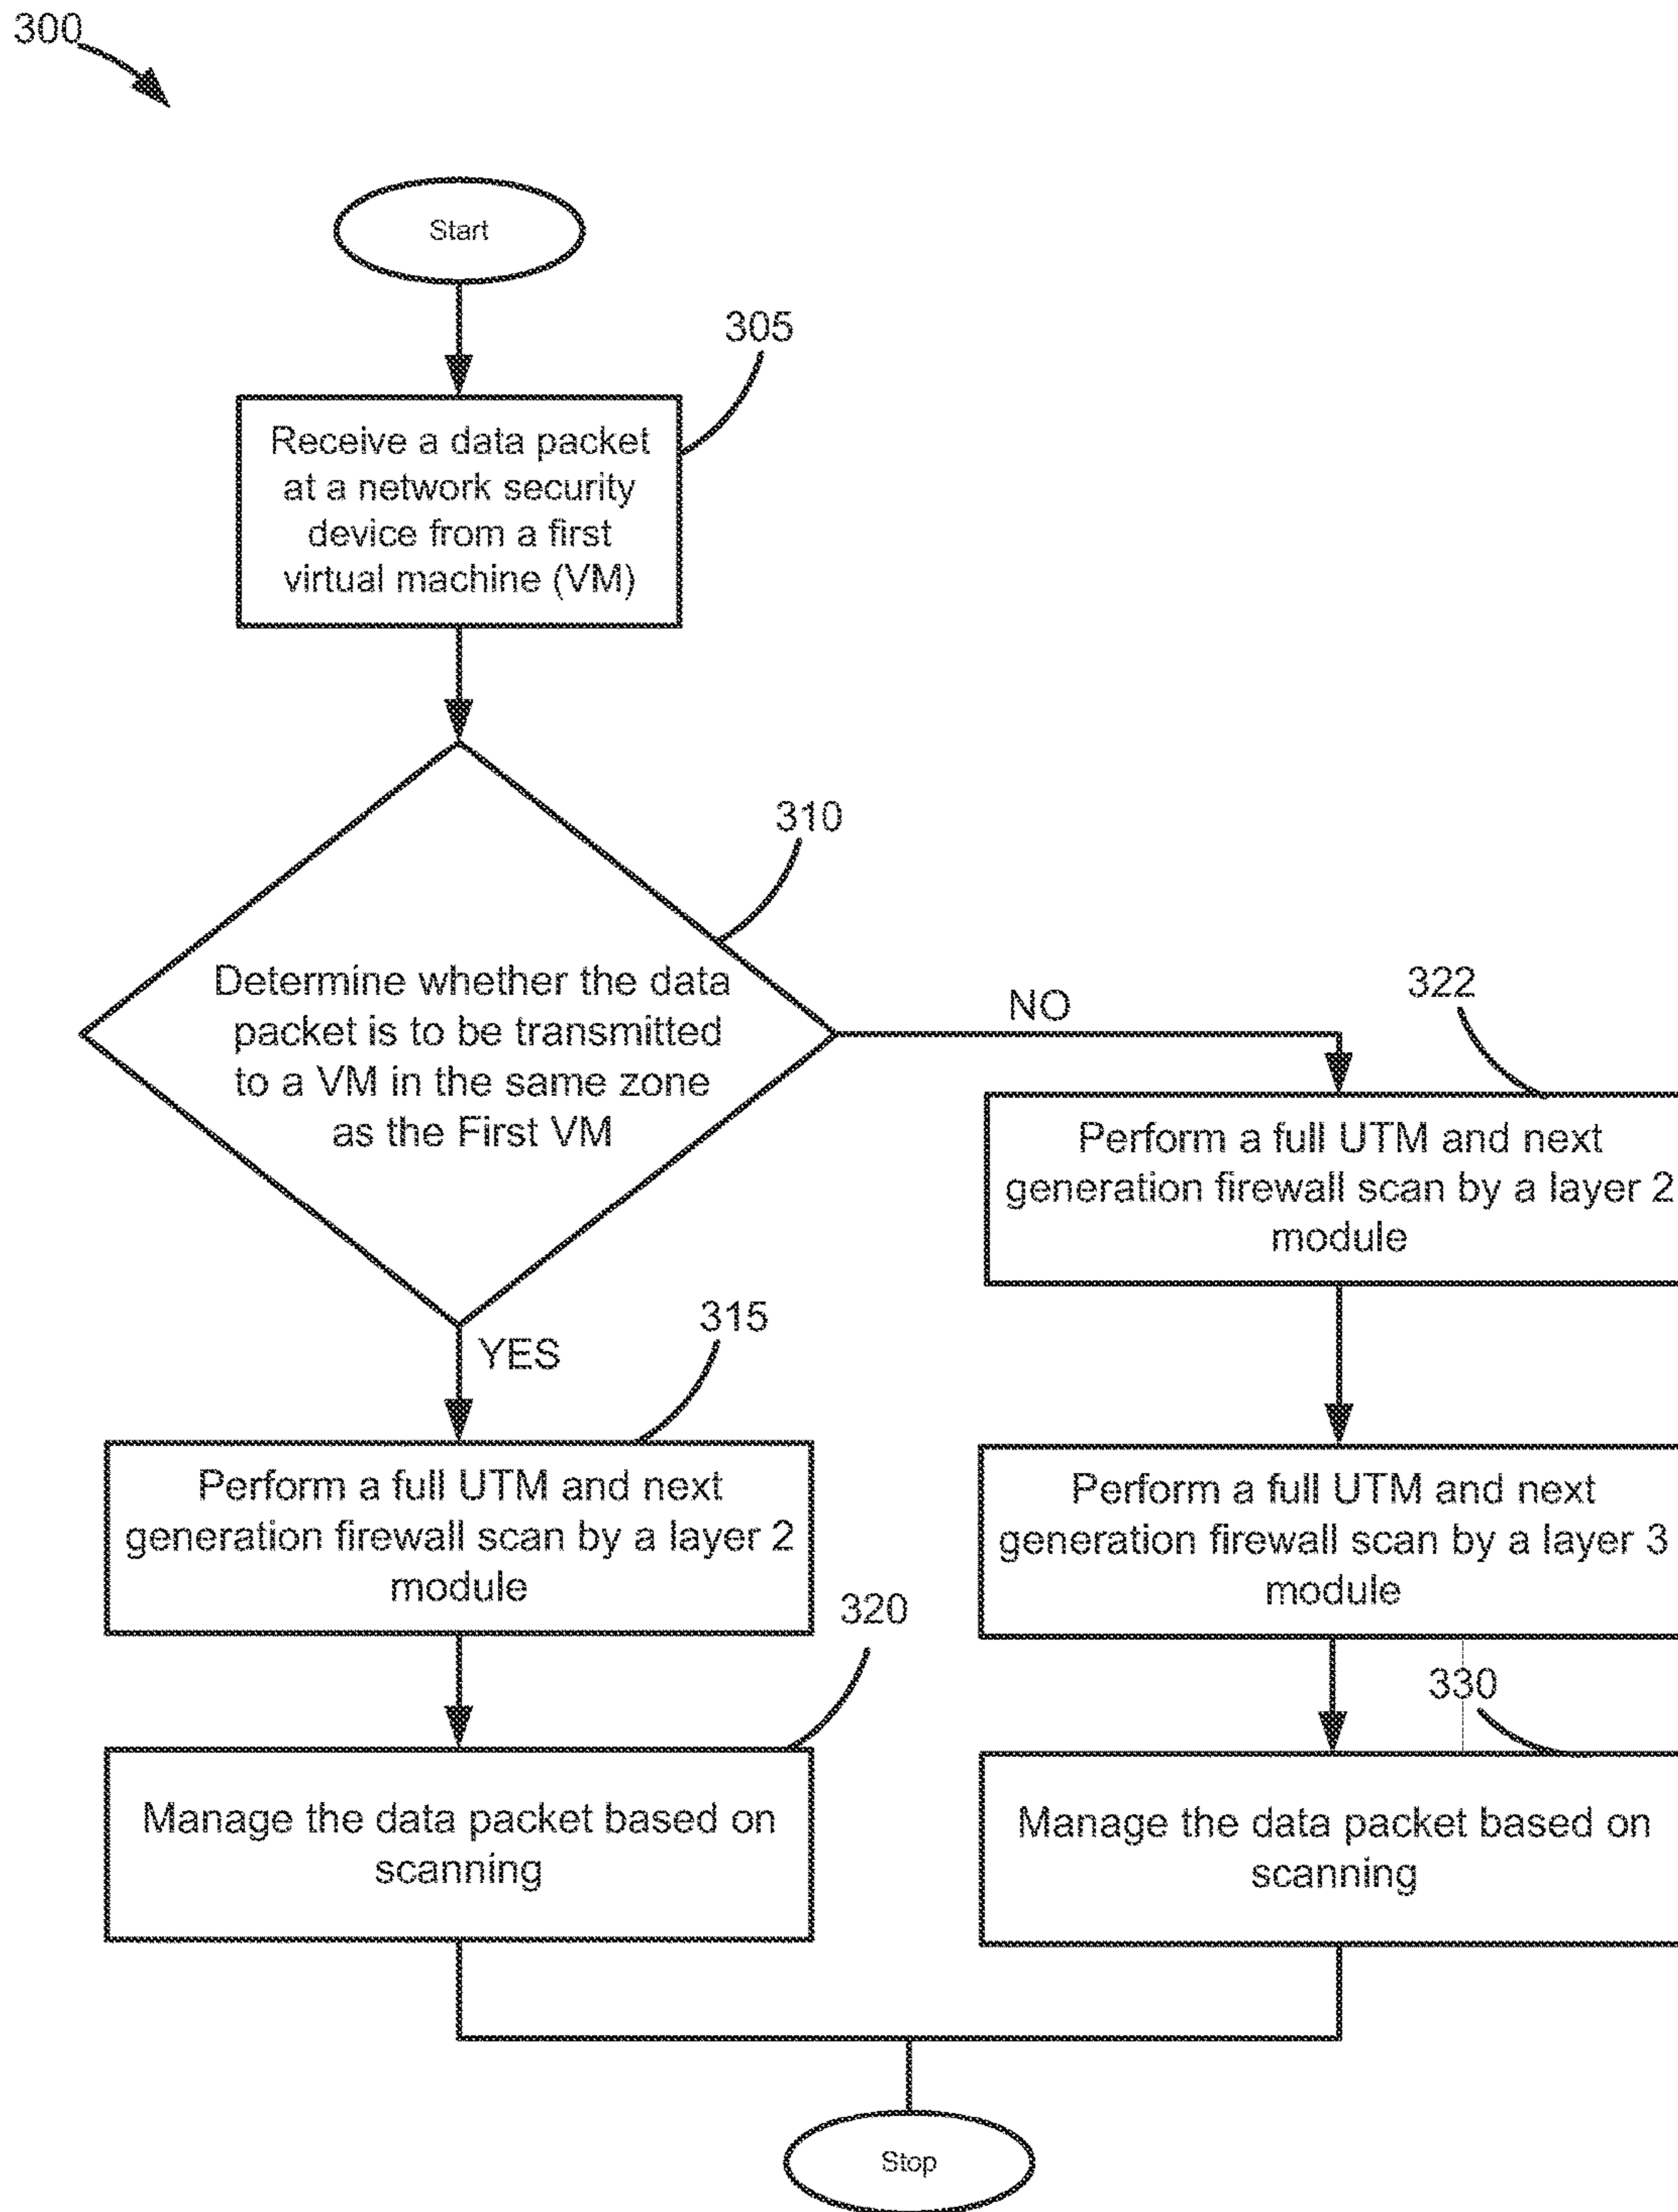 300
Start
305
Receive a data packet
at a network security
device from a first
virtual machine (VM)
310
Determine whether the data
packet is to be transmitted
to a VM in the same zone
as the First VM
NO
322
Perform a full UTM and next
generation firewall scan by a layer 2
module
YES
315
Perform a full UTM and next
generation firewall scan by a layer 2
module
Perform a full UTM and next
generation firewall scan by a layer 3
module
320
Manage the data packet based on
scanning
330
Manage the data packet based on
scanning
Stop